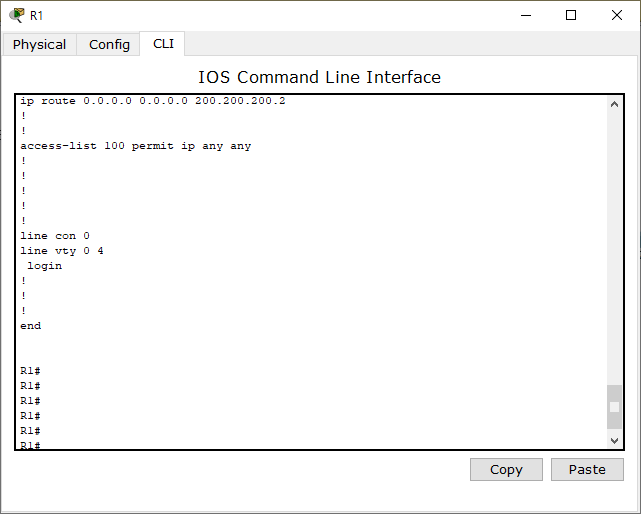 R1
Physical Config CLI
IOS Command Line Interface
ip route 0.0.0.0 0.0.0.0 200.200.200.2
!
!
access-list 100 permit ip any any
!
!
!
!
!
line con 0
line vty 0 4
 login
!
!
!
end
R1#
R1#
R1#
R1#
R1#
R1#
Copy Paste